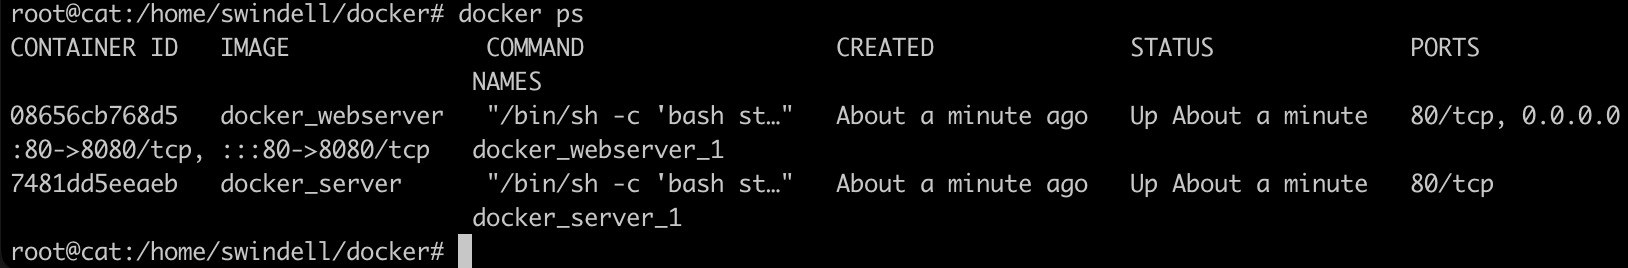 root@cat:/home/swindell/docker# docker ps
CONTAINER ID   IMAGE              COMMAND                  CREATED              STATUS              PORTS
                                 NAMES
08656cb768d5   docker_webserver   "/bin/sh -c 'bash st…"   About a minute ago   Up About a minute   80/tcp, 0.0.0.0
:80->8080/tcp, :::80->8080/tcp   docker_webserver_1
7481dd5eeaeb   docker_server      "/bin/sh -c 'bash st…"   About a minute ago   Up About a minute   80/tcp
                                 docker_server_1
root@cat:/home/swindell/docker#